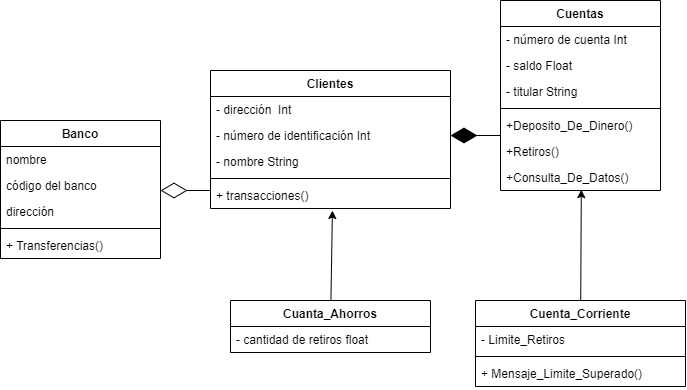 Cuentas
- número de cuenta Int
- saldo Float
- titular String
+Deposito_De_Dinero()
+Retiros()
+Consulta_De_Datos()
Clientes
- dirección  Int
- número de identificación Int
- nombre String
+ transacciones()
Banco
nombre
código del banco
dirección
+ Transferencias()
Cuanta_Ahorros
- cantidad de retiros float
Cuenta_Corriente
- Limite_Retiros
+ Mensaje_Limite_Superado()